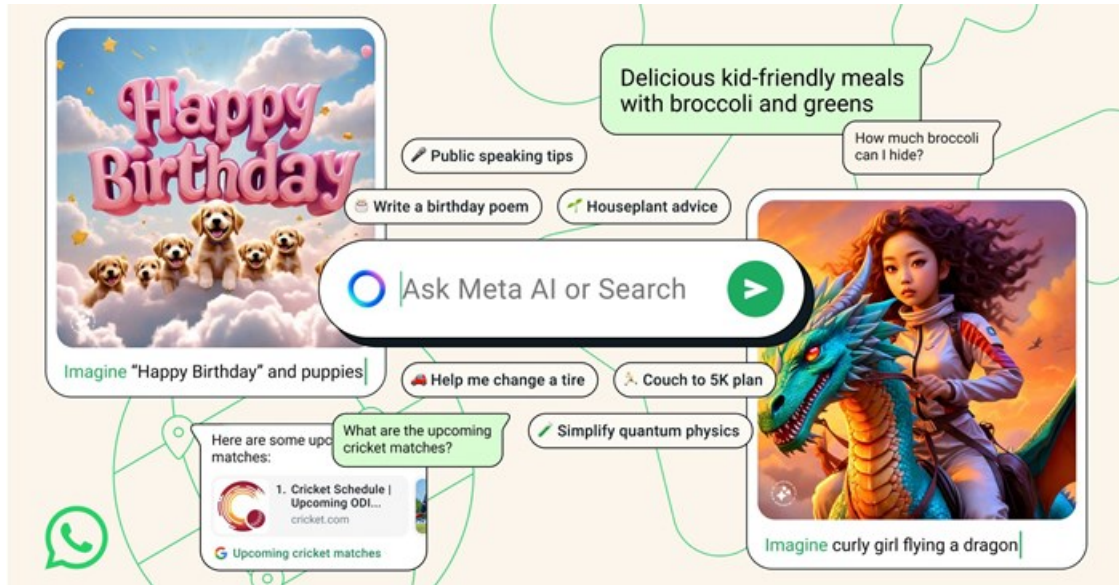 Happy
Birthday
Imagine “Happy Birthday” and puppies
Delicious kid-friendly meals
with broccoli and greens
How much broccoli
can I hide?
Public speaking tips
Write a birthday poem
Houseplant advice
Ask Meta AI or Search
Help me change a tire
Couch to 5K plan
Simplify quantum physics
What are the upcoming
cricket matches?
Here are some upc
matches:
1. Cricket Schedule |
Upcoming ODI...
cricket.com
Upcoming cricket matches
Imagine curly girl flying a dragon